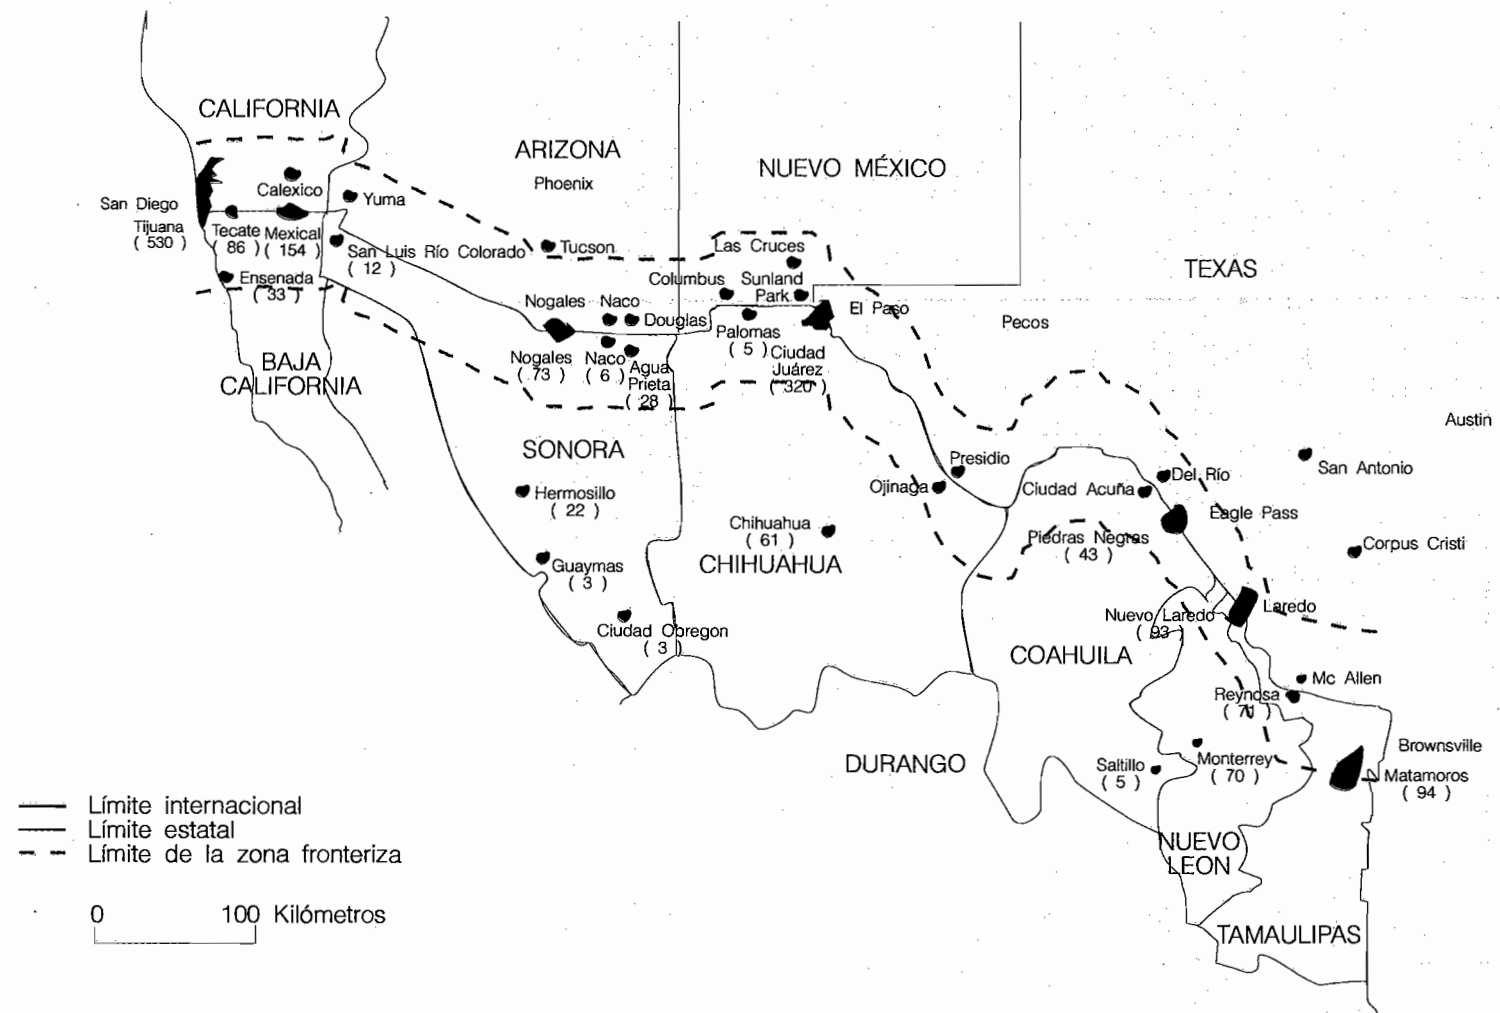 CALIFORNIA
ARIZONA
Phoenix
NUEVO MÉXICO
TEXAS
Calexico
Yuma
San Diego
Tijuana
( 530 )
Tecate
( 86 )
Mexical
( 154 )
San Luis Río Colorado
( 12 )
Ensenada
( 33 )
Tucson
Las Cruces
Columbus
Sunland
Park
El Paso
Pecos
Nogales
Naco
Douglas
Nogales
( 73 )
Naco
( 6 )
Agua
Prieta
( 28 )
Palomas
( 5 )
Ciudad
Juárez
( 320 )
BAJA
CALIFORNIA
SONORA
Hermosillo
( 22 )
Guaymas
( 3 )
Ciudad Obregon
( 3 )
Chihuahua
( 61 )
CHIHUAHUA
Presidio
Ojinaga
Ciudad Acuña
Del Río
Austin
San Antonio
Eagle Pass
Piedras Negras
( 43 )
Corpus Cristi
Nuevo Laredo
( 93 )
Laredo
COAHUILA
Mc Allen
Reynosa
( 71 )
Brownsville
Matamoros
( 94 )
Monterrey
( 70 )
Saltillo
( 5 )
DURANGO
NUEVO
LEON
TAMAULIPAS
Límite internacional
Límite estatal
Límite de la zona fronteriza
0 100 Kilómetros